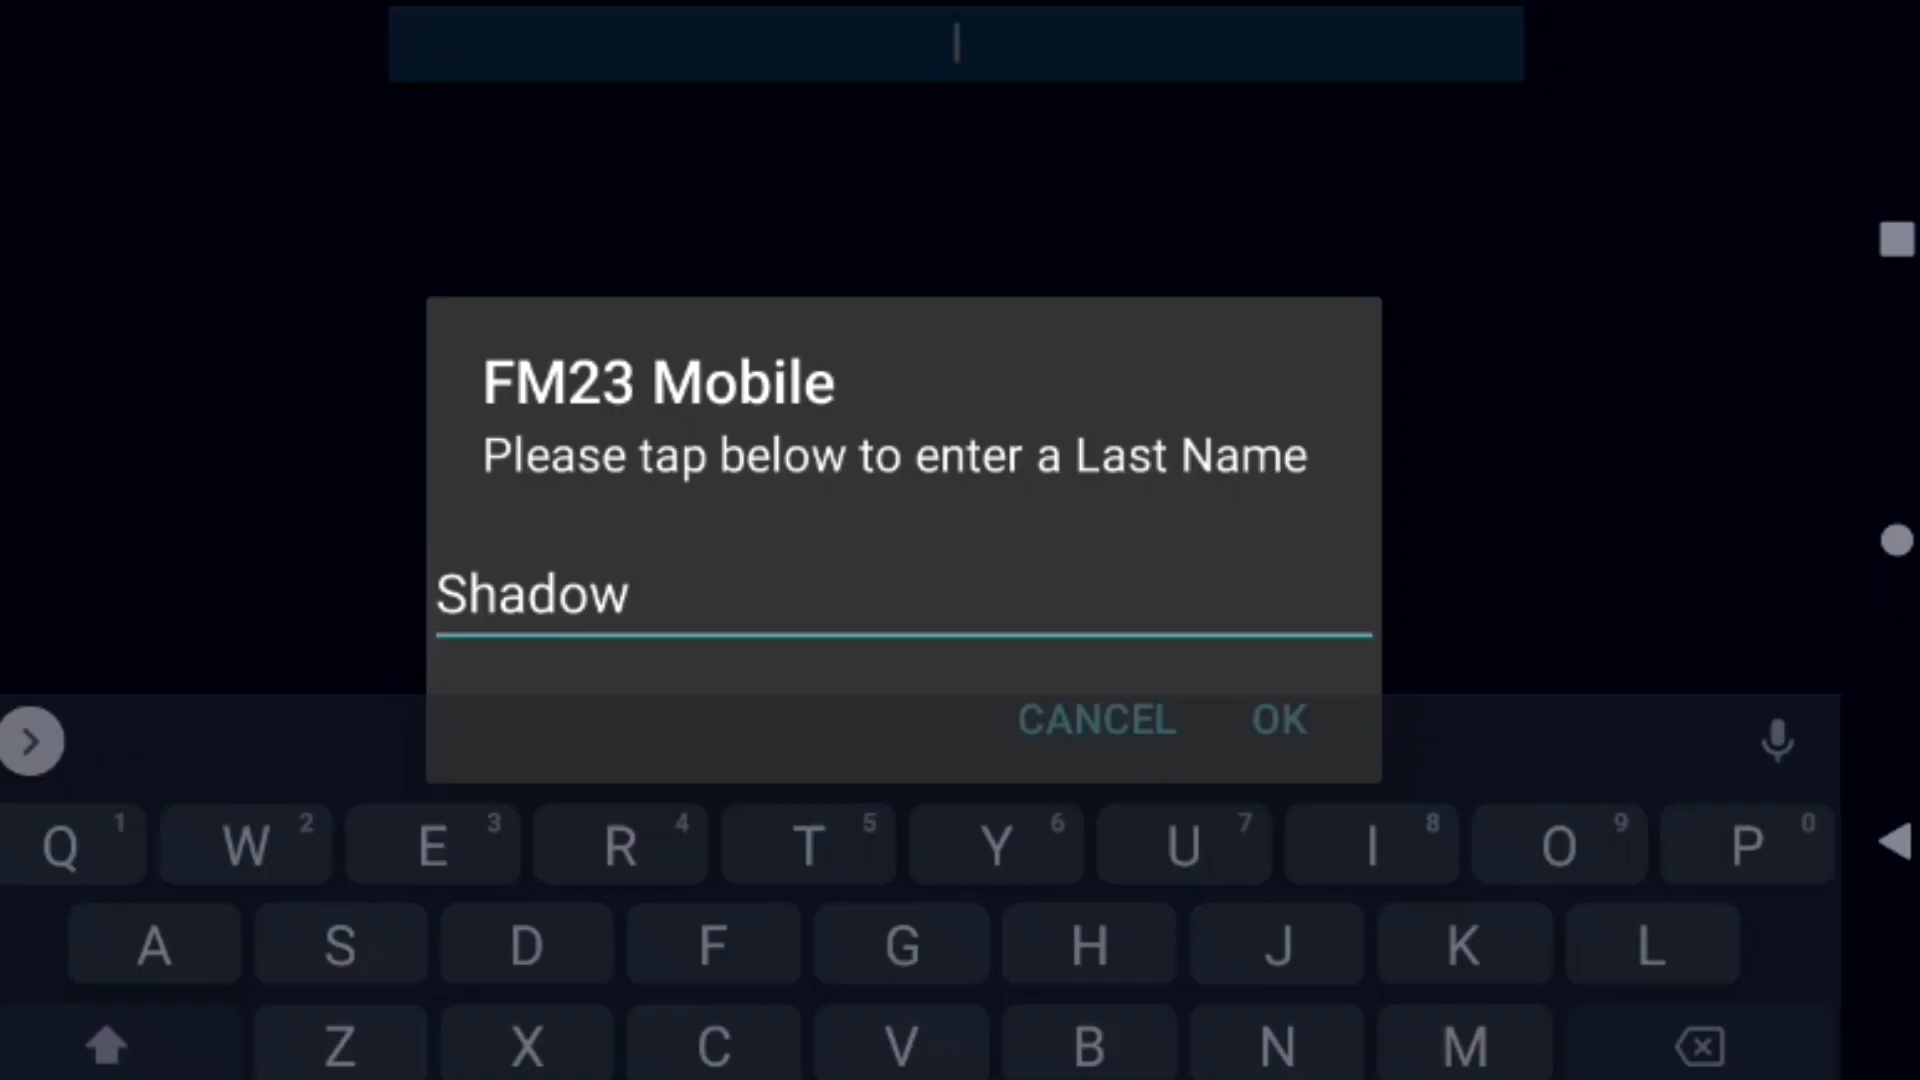 FM23 Mobile
Please tap below to enter a Last Name
Shadow
CANCEL OK
Q 1 W 2 E 3 R 4 T 5 Y 6 U 7 I 8 O 9 P 0
A S D F G H J K L
Z X C V B N M